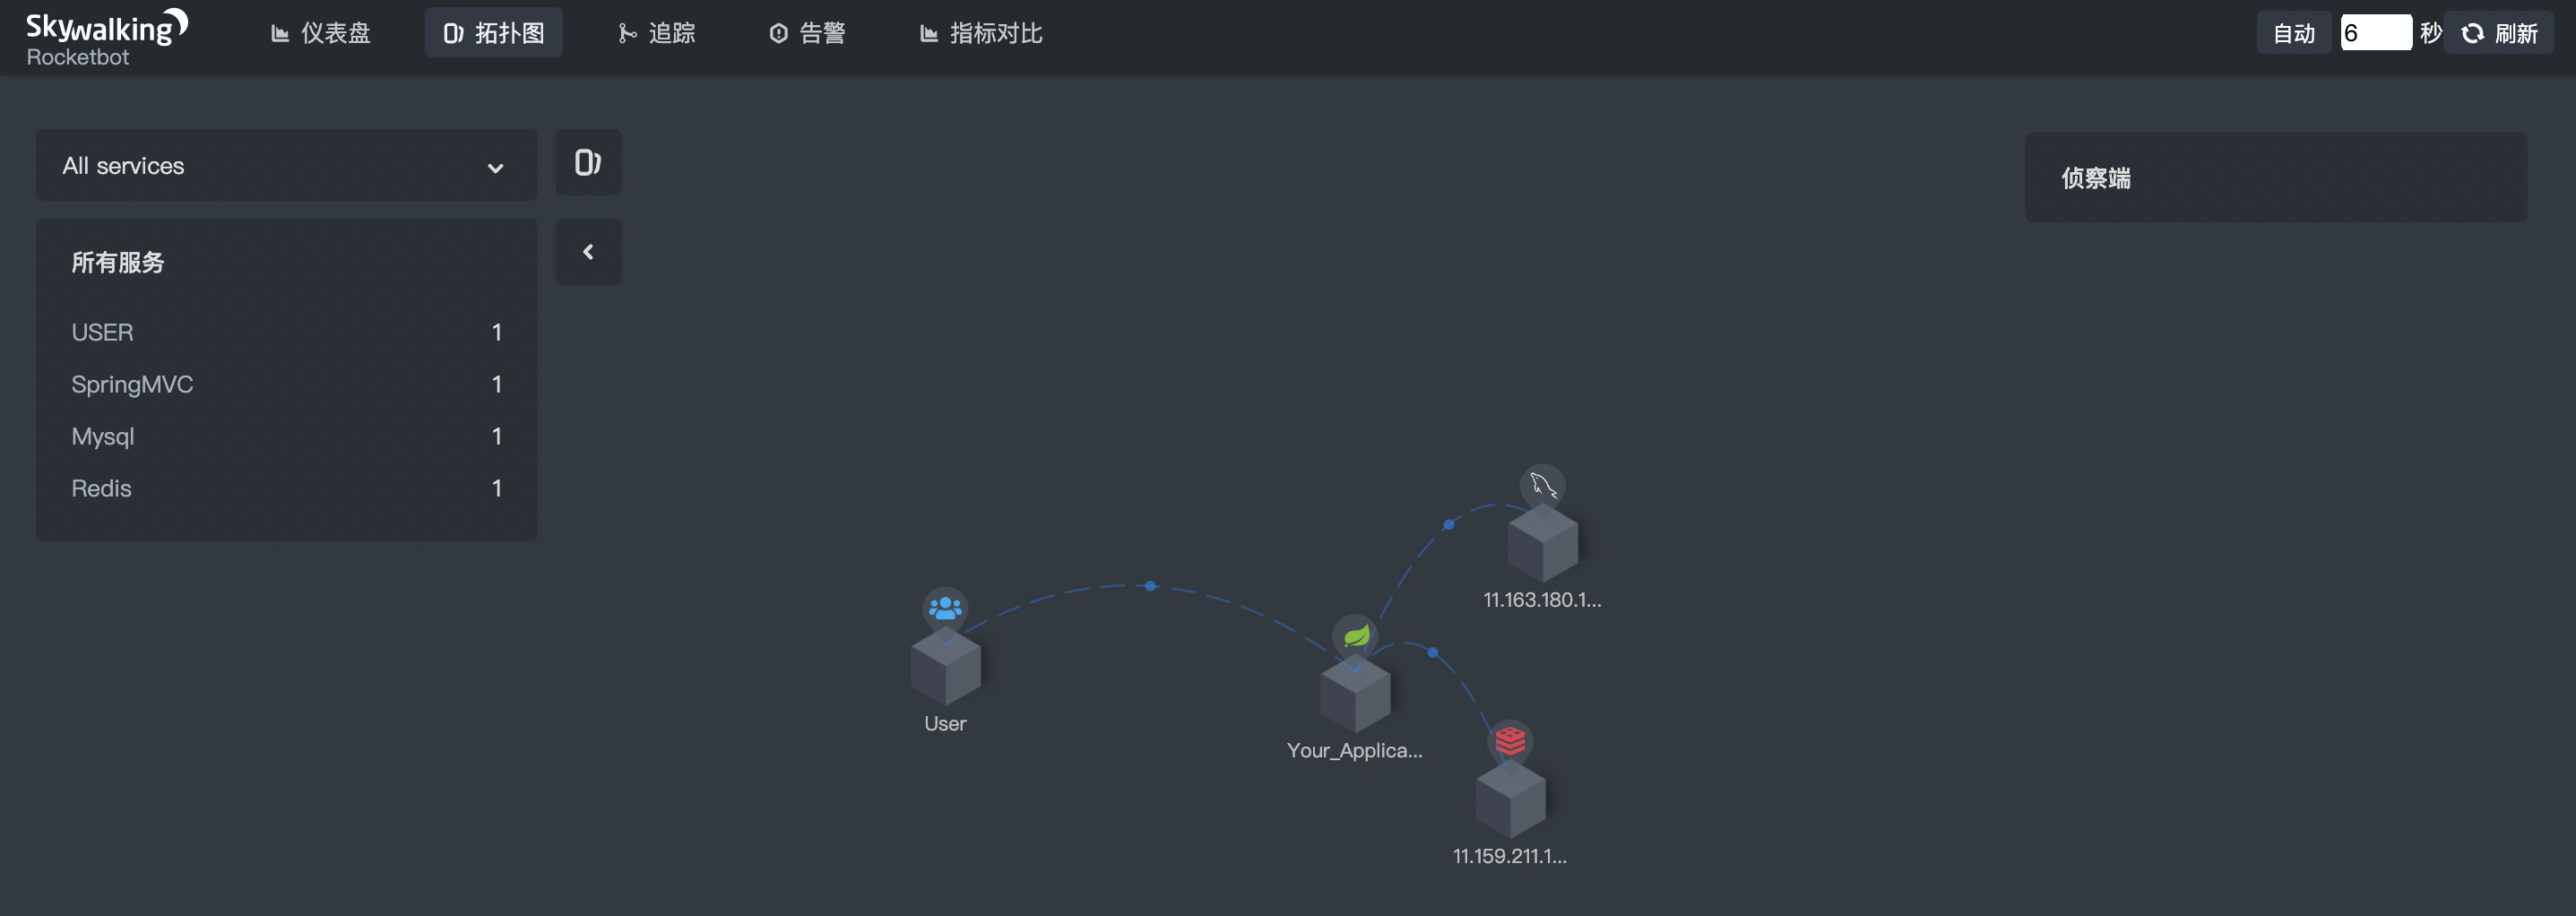 Skywalking
Rocketbot
仪表盘
拓扑图
追踪
告警
指标对比
自动
6
秒
刷新
All services
所有服务
USER 1
SpringMVC 1
Mysql 1
Redis 1
侦察端
11.163.180.1...
User
Your_Applica...
11.159.211.1...